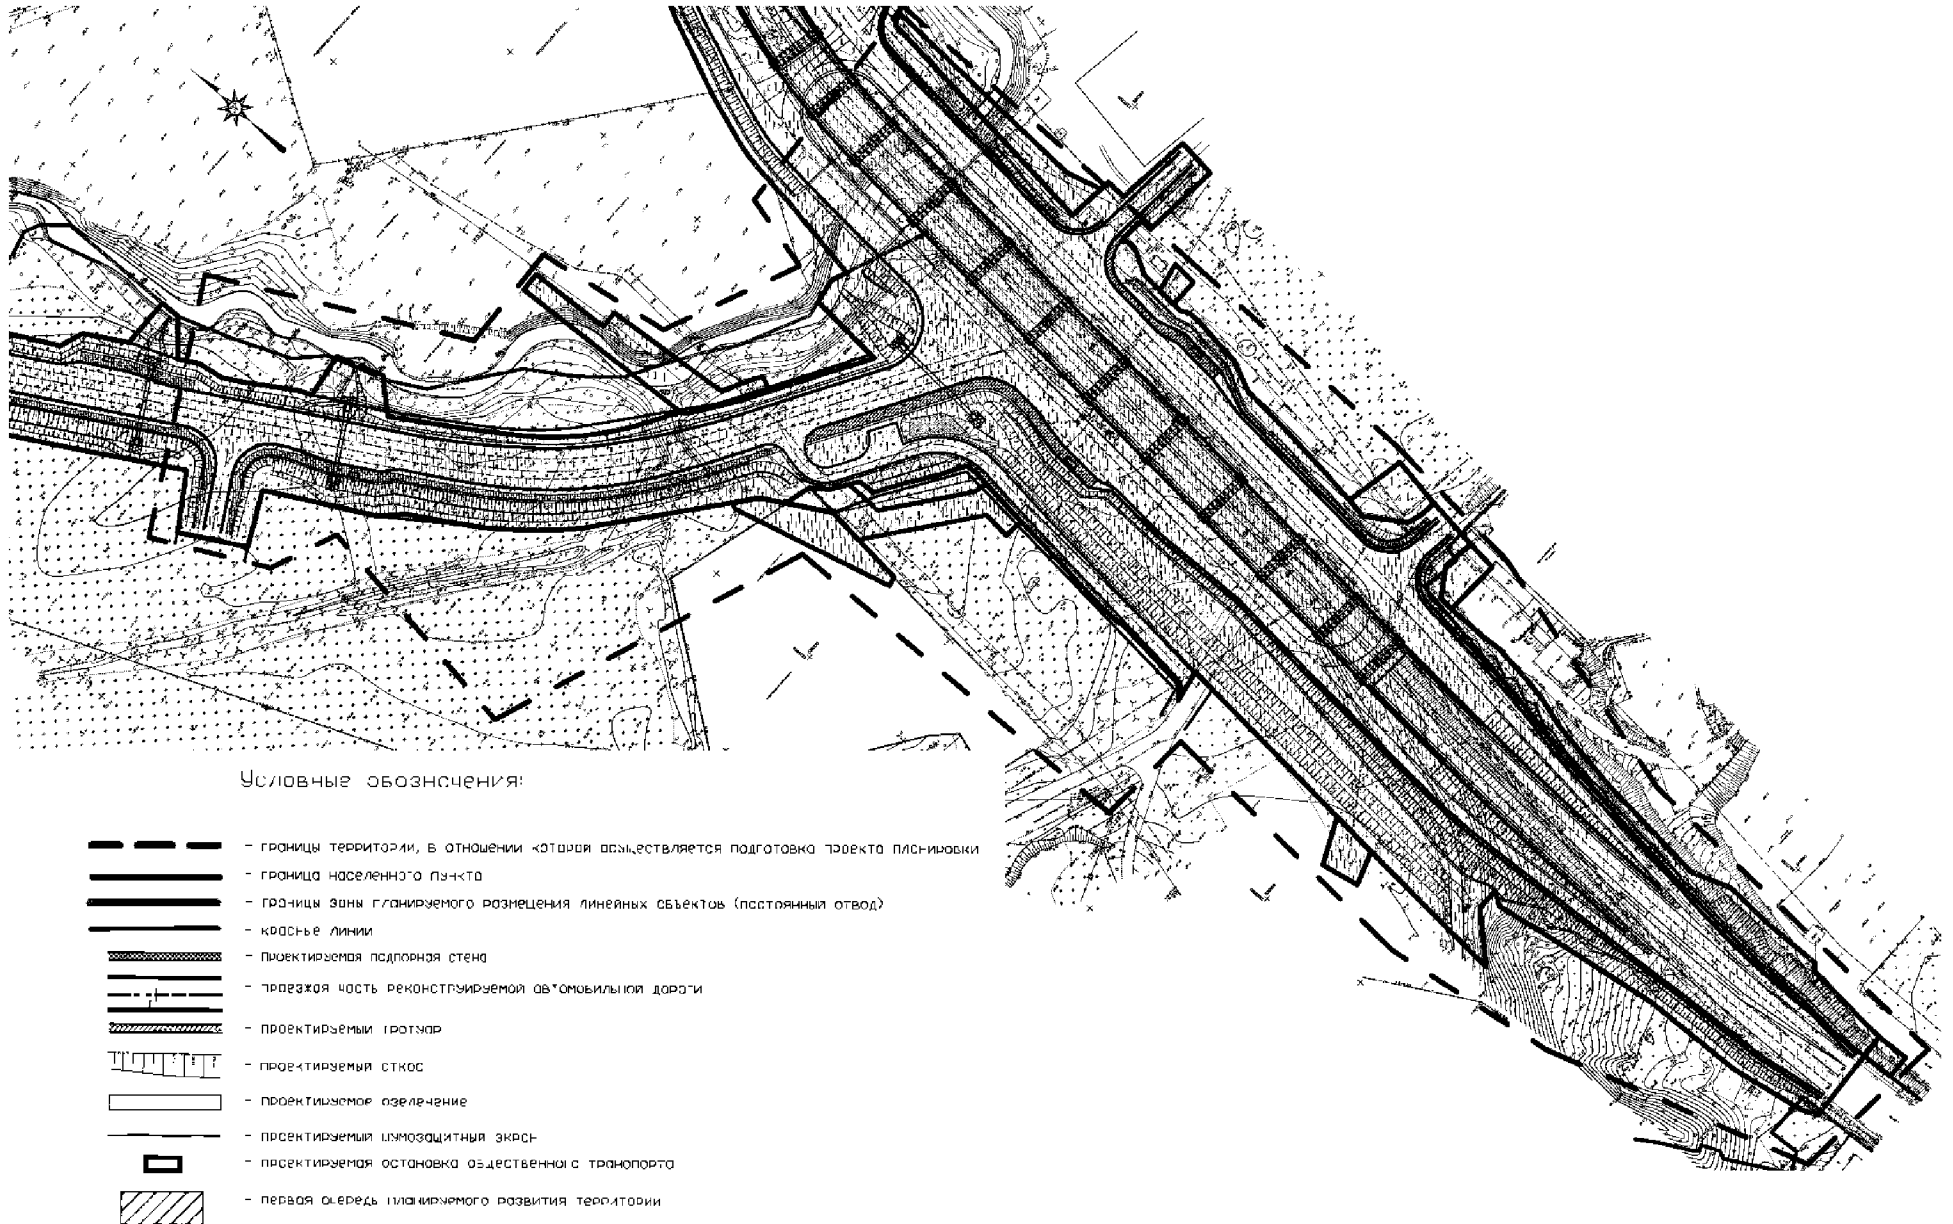 Условные обозначения:
- границы территории, в отношении которой осуществляется подготовка проекта планировки
- граница населенного пункта
- границы зоны планируемого размещения линейных объектов (постоянный отвод)
- красные линии
- проектируемая подпорная стена
- проезжая часть реконструируемой автомобильной дороги
- проектируемый тротуар
- проектируемый откос
- проектируемое озеленение
- проектируемый шумозащитный экран
- проектируемая остановка общественного транспорта
- первая очередь планируемого развития территории